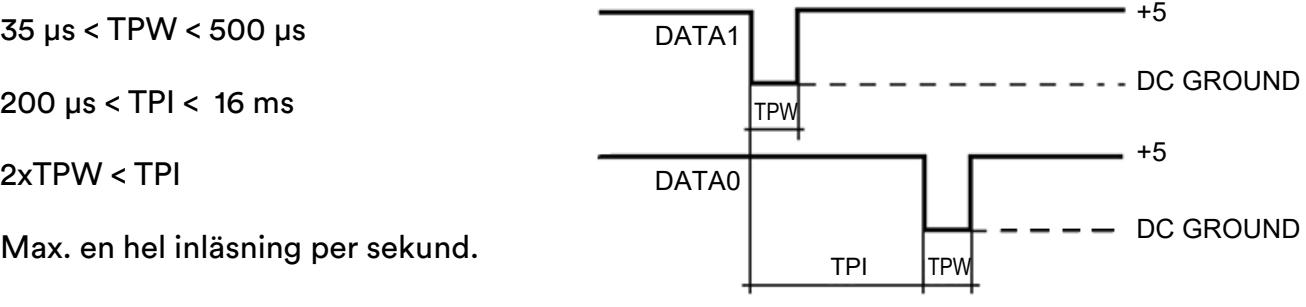 35 µs < TPW < 500 µs
200 µs < TPI < 16 ms
2xTPW < TPI
Max. en hel inläsning per sekund.
DATA1
+5
DC GROUND
TPW
DATA0
+5
DC GROUND
TPI
TPW